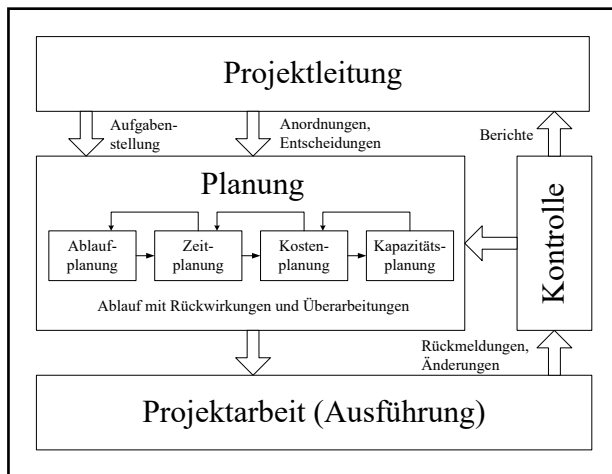 Projektleitung
Aufgaben-
stellung
Anordnungen,
Entscheidungen
Berichte
Planung
Ablauf-
planung
Zeit-
planung
Kosten-
planung
Kapazitäts-
planung
Ablauf mit Rückwirkungen und Überarbeitungen
Kontrolle
Rückmeldungen,
Änderungen
Projektarbeit (Ausführung)